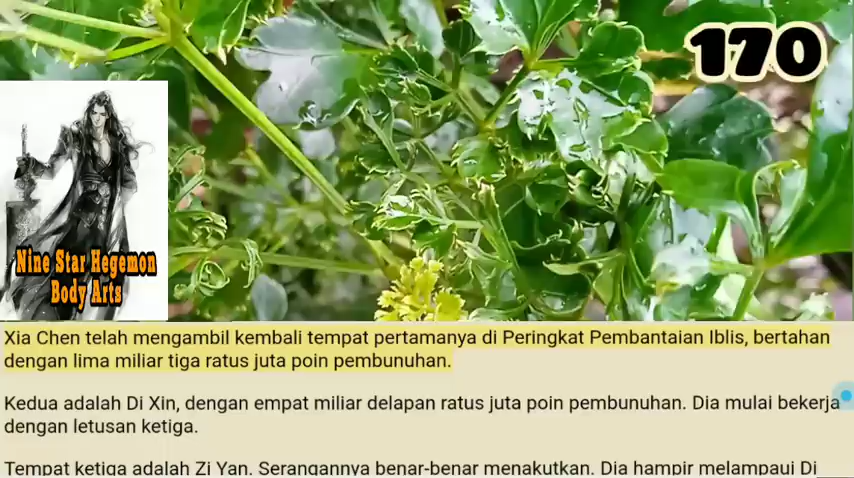 170
Nine Star Hegemon
Body Arts
Xia Chen telah mengambil kembali tempat pertamanya di Peringkat Pembantaian Iblis, bertahan
dengan lima miliar tiga ratus juta poin pembunuhan.
Kedua adalah Di Xin, dengan empat miliar delapan ratus juta poin pembunuhan. Dia mulai bekerja
dengan letusan ketiga.
Tempat ketiga adalah Zi Yan. Serangannya benar-benar menakutkan. Dia hampir melampaui Di